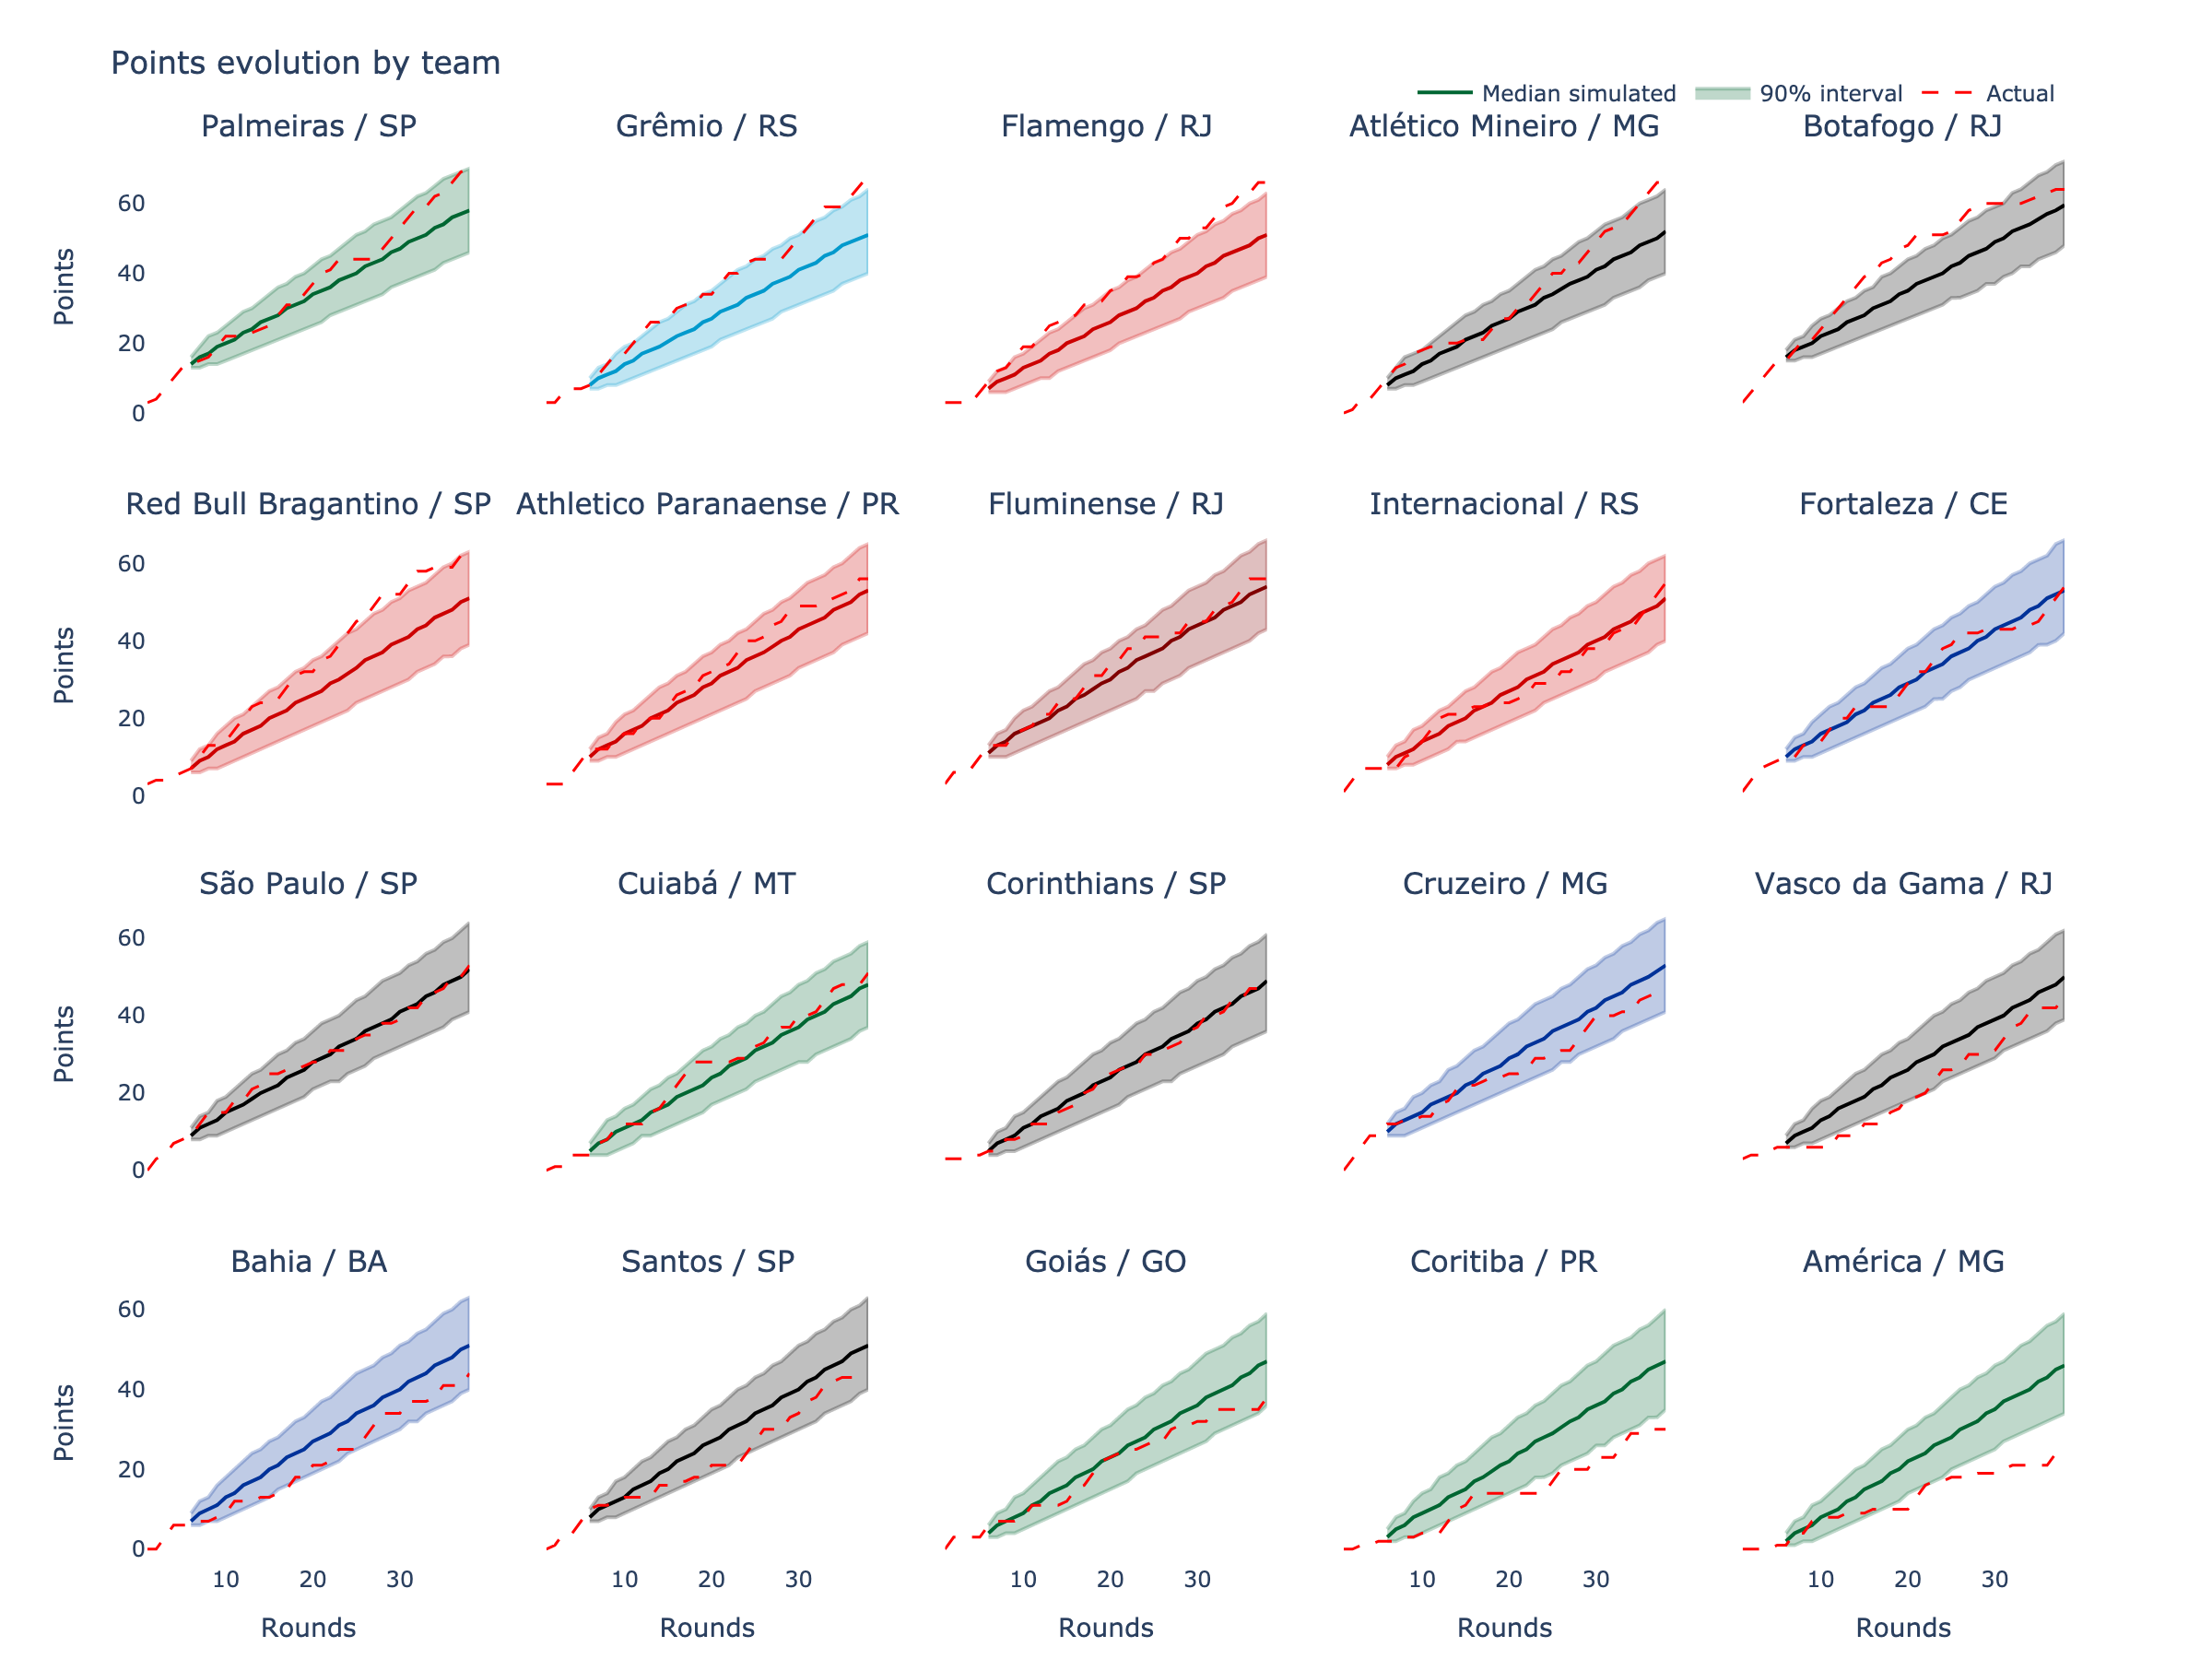 Points evolution by team
Median simulated 90% interval Actual
Palmeiras / SP Grêmio / RS Flamengo / RJ Atlético Mineiro / MG Botafogo / RJ
60
40
20
0
Points
Red Bull Bragantino / SP Athletico Paranaense / PR Fluminense / RJ Internacional / RS Fortaleza / CE
60
40
20
0
Points
São Paulo / SP Cuiabá / MT Corinthians / SP Cruzeiro / MG Vasco da Gama / RJ
60
40
20
0
Points
Bahia / BA Santos / SP Goiás / GO Coritiba / PR América / MG
60
40
20
0
Points
10 20 30 10 20 30 10 20 30 10 20 30 10 20 30
Rounds Rounds Rounds Rounds Rounds